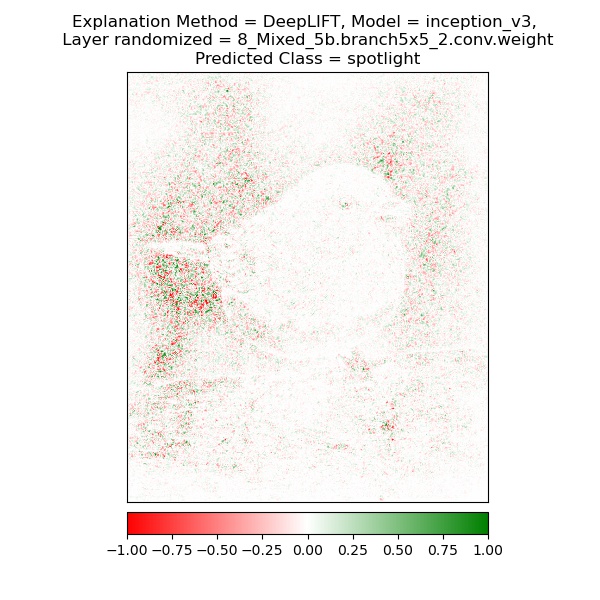 Explanation Method = DeepLIFT, Model = inception_v3,
Layer randomized = 8_Mixed_5b.branch5x5_2.conv.weight
Predicted Class = spotlight
−1.00 −0.75 −0.50 −0.25 0.00 0.25 0.50 0.75 1.00